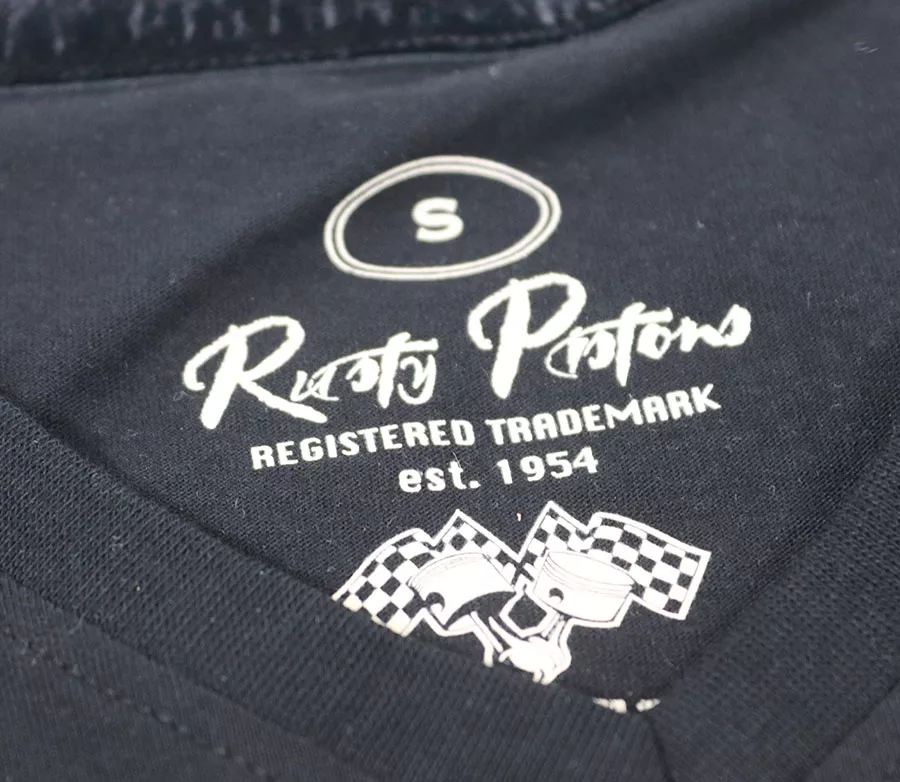 S
Rusty Pistons
REGISTERED TRADEMARK
est. 1954